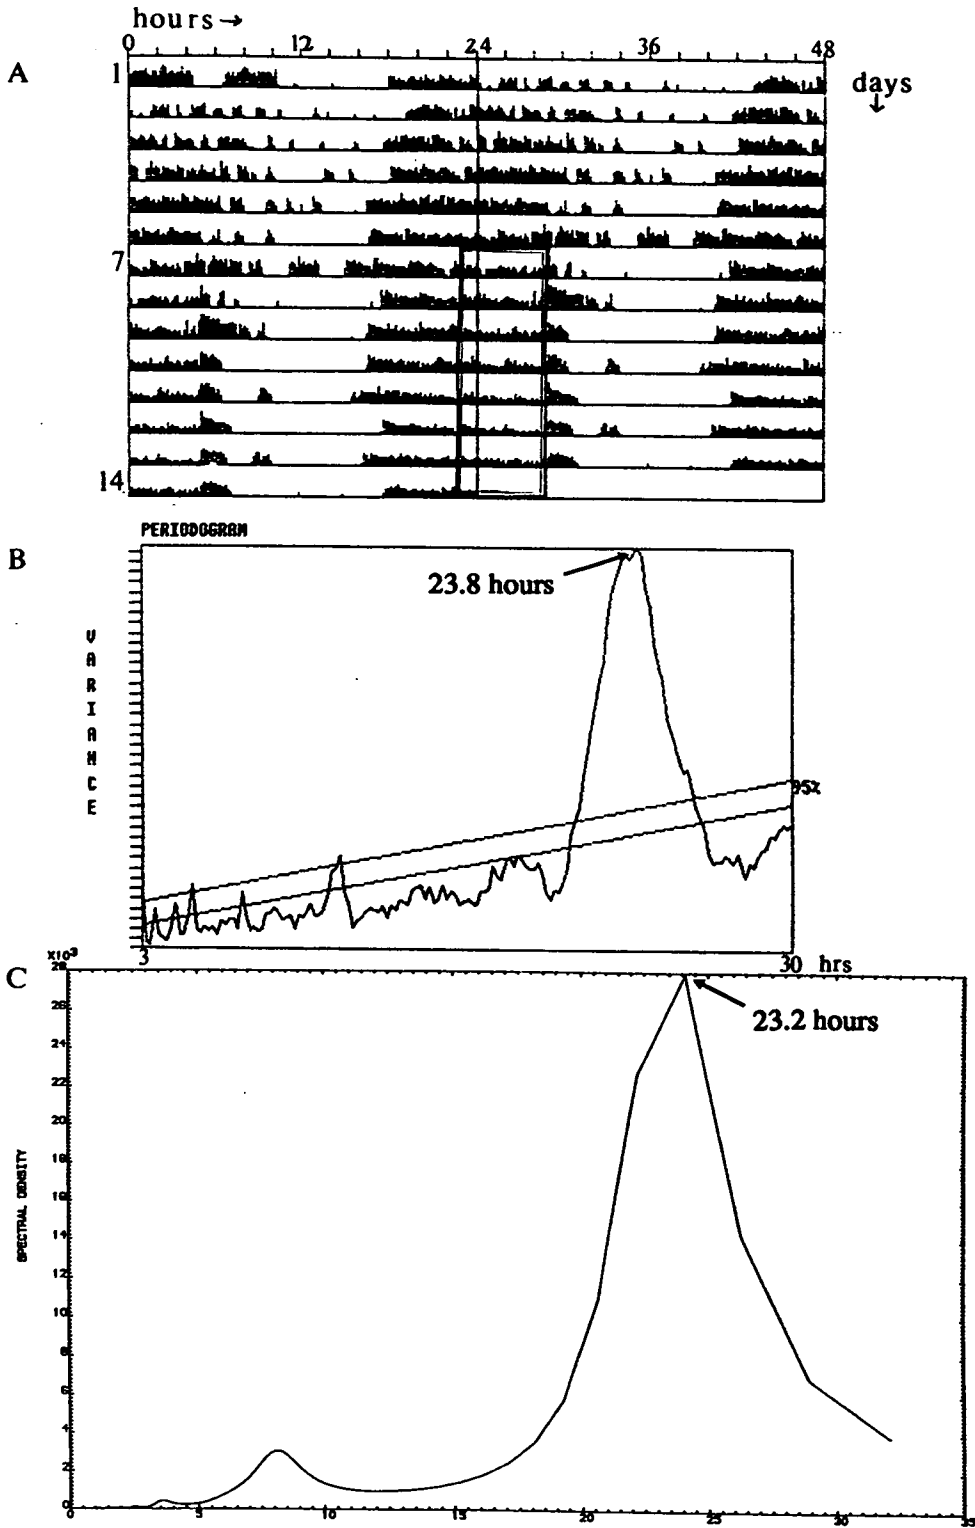 hours →
0 12 24 36 48
A
1
days
↓
7
14
PERIODOGRAM
B
23.8 hours
VARIANCE
95%
3 30 hrs
C
X10³
28
26
24
22
20
18
16
14
12
10
8
6
4
2
0
23.2 hours
SPECTRAL DENSITY
0 5 10 15 20 25 30 35